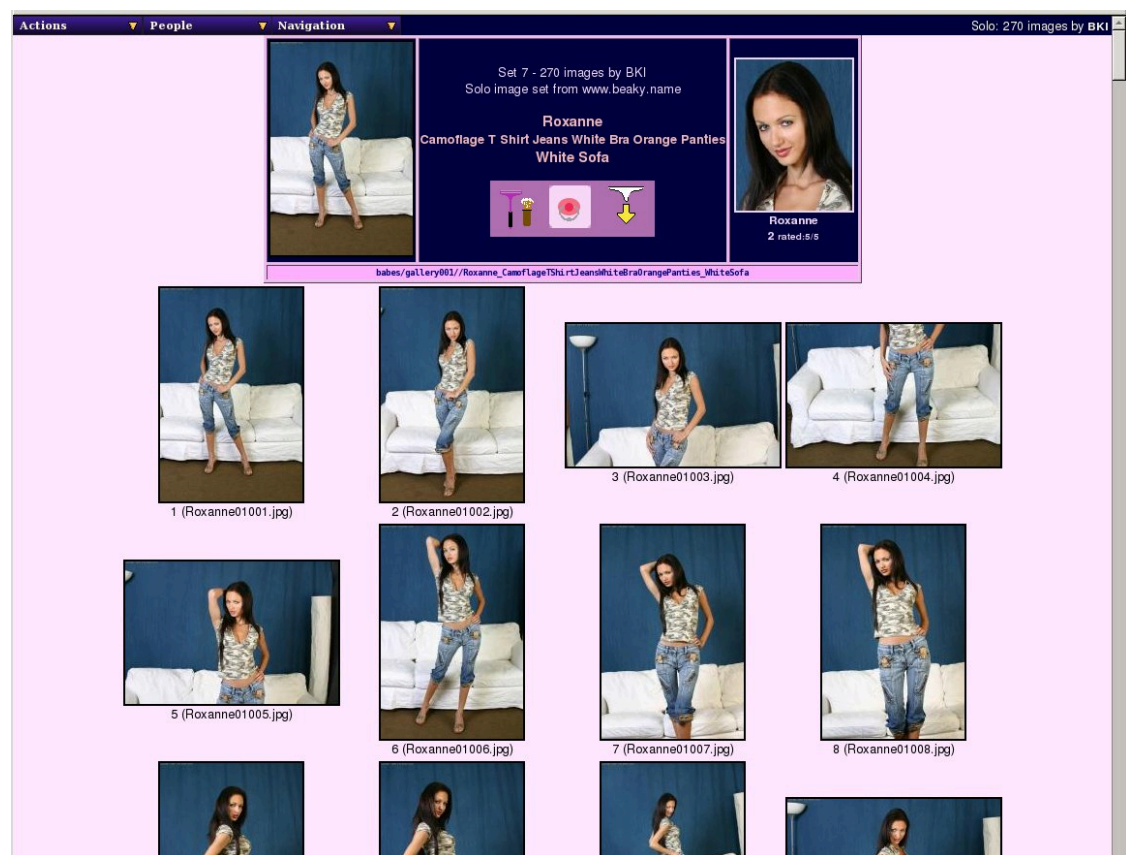 Actions People Navigation Solo: 270 images by BKI
Set 7 - 270 images by BKI
Solo image set from www.beaky.name
Roxanne
Camoflage T Shirt Jeans White Bra Orange Panties
White Sofa
Roxanne
2 rated:5/5
babes/gallery001//Roxanne_CamoflageTShirtJeansWhiteBraOrangePanties_WhiteSofa
1 (Roxanne01001.jpg)
2 (Roxanne01002.jpg)
3 (Roxanne01003.jpg)
4 (Roxanne01004.jpg)
5 (Roxanne01005.jpg)
6 (Roxanne01006.jpg)
7 (Roxanne01007.jpg)
8 (Roxanne01008.jpg)